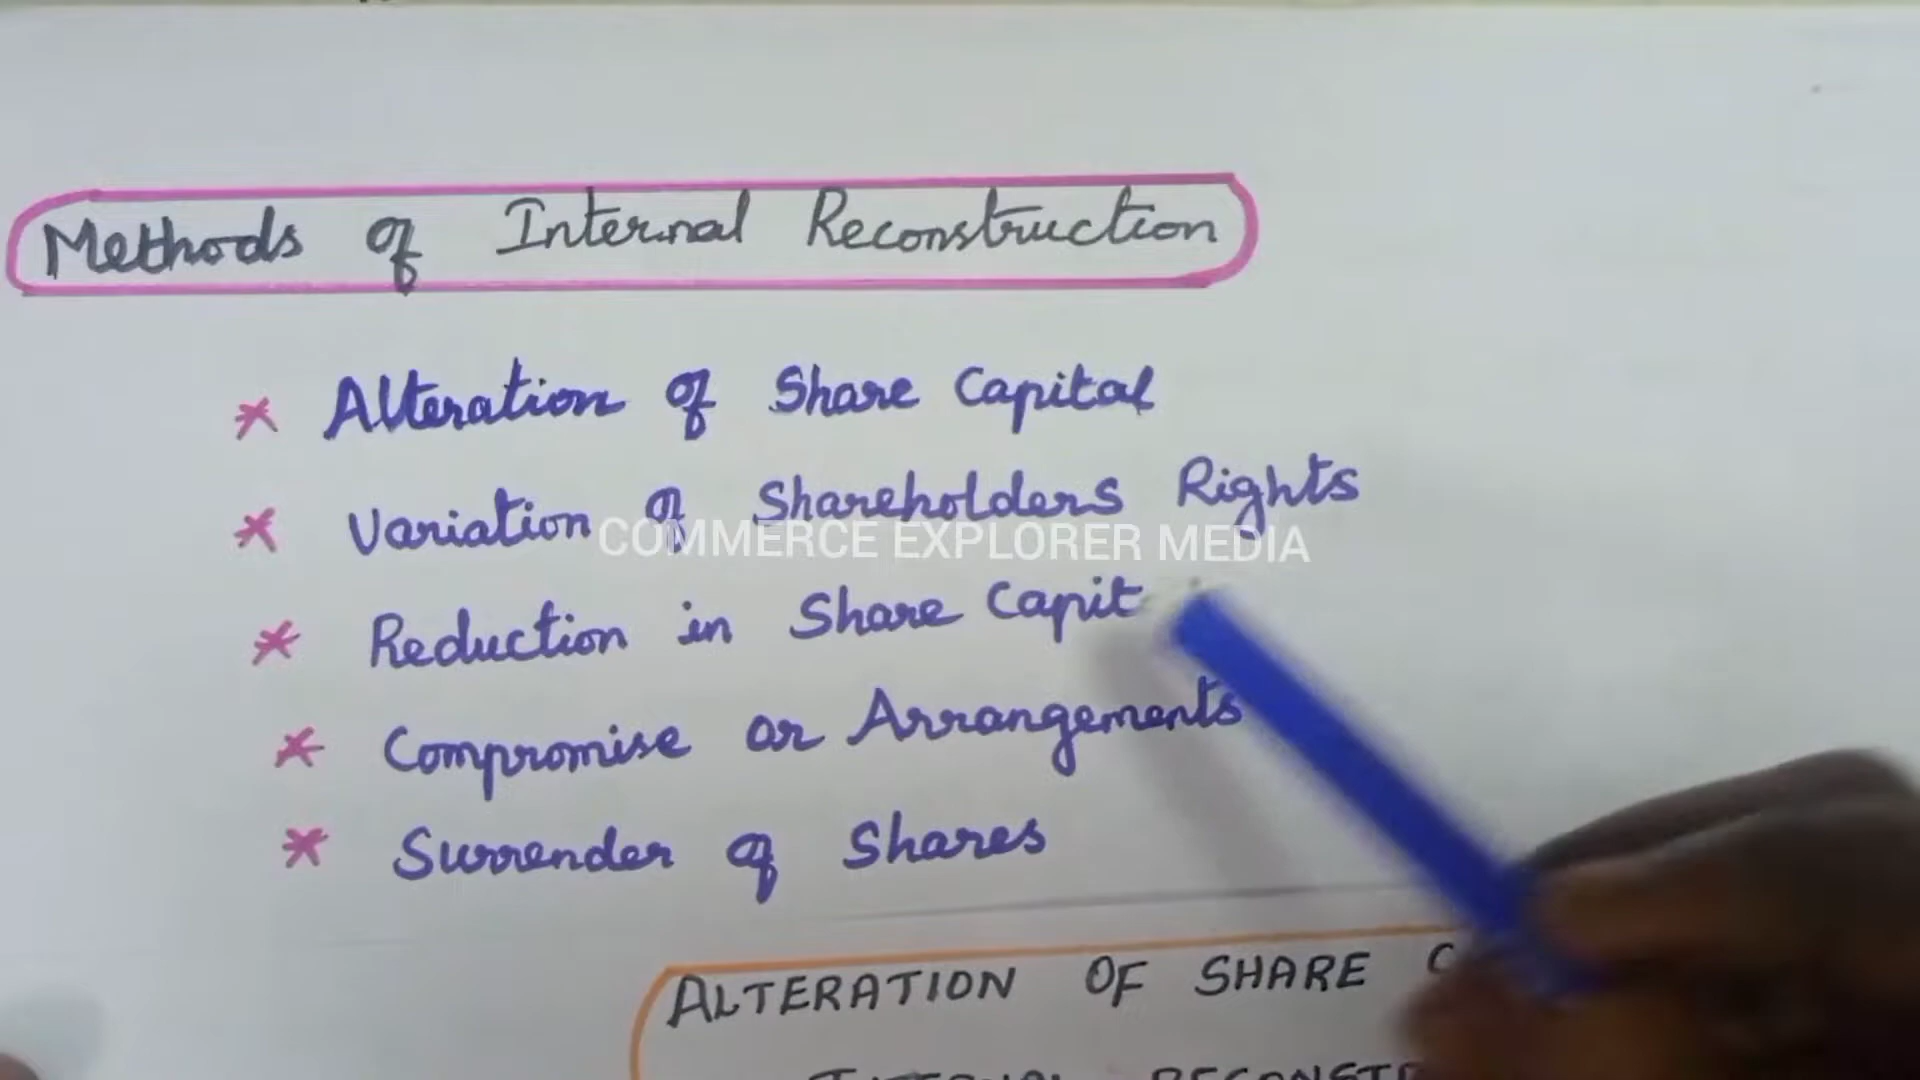 Methods of Internal Reconstruction
* Alteration of Share Capital
* Variation of Shareholders Rights
COMMERCE EXPLORER MEDIA
* Reduction in Share Capit
* Compromise or Arrangements
* Surrender of Shares
ALTERATION OF SHARE C